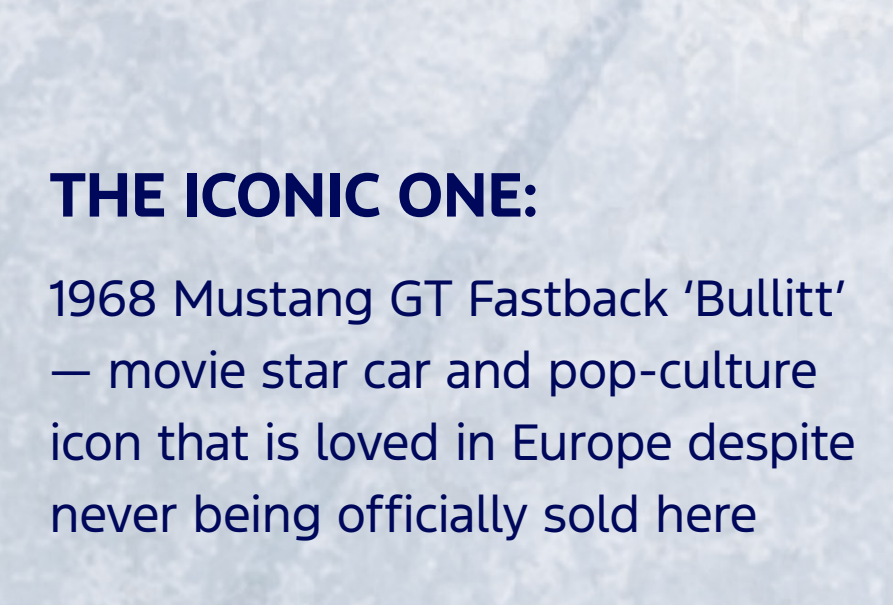 THE ICONIC ONE:
1968 Mustang GT Fastback ‘Bullitt’
— movie star car and pop-culture
icon that is loved in Europe despite
never being officially sold here